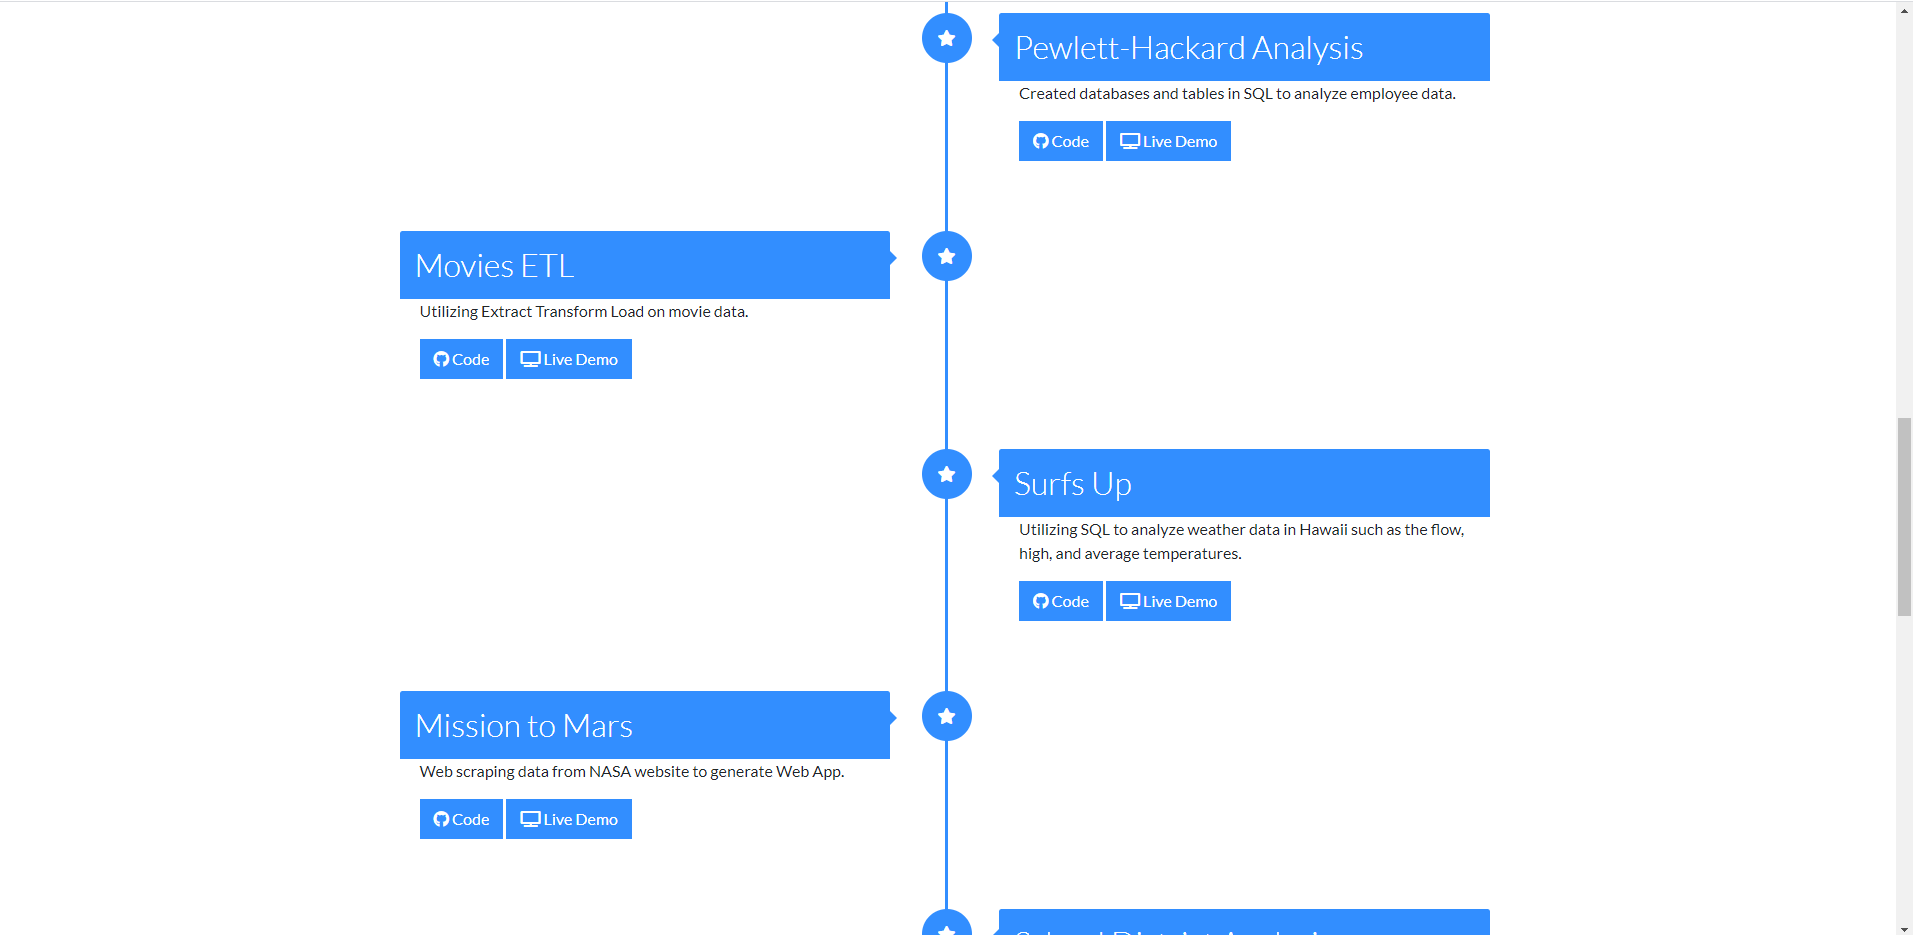 Pewlett-Hackard Analysis
Created databases and tables in SQL to analyze employee data.
Code
Live Demo
Movies ETL
Utilizing Extract Transform Load on movie data.
Code
Live Demo
Surfs Up
Utilizing SQL to analyze weather data in Hawaii such as the flow,
high, and average temperatures.
Code
Live Demo
Mission to Mars
Web scraping data from NASA website to generate Web App.
Code
Live Demo